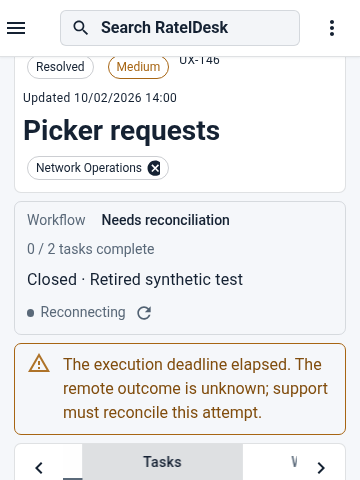 Search RatelDesk
Resolved
Medium
UX-146
Updated 10/02/2026 14:00
Picker requests
Network Operations
Workflow Needs reconciliation
0 / 2 tasks complete
Closed · Retired synthetic test
Reconnecting
The execution deadline elapsed. The
remote outcome is unknown; support
must reconcile this attempt.
Tasks